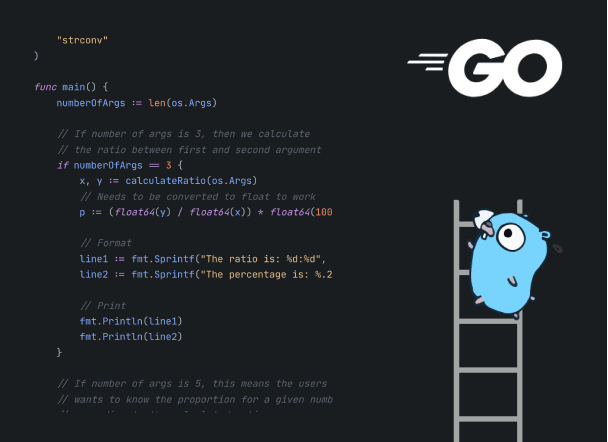 "strconv"
)
func main() {
numberOfArgs := len(os.Args)
// If number of args is 3, then we calculate
// the ratio between first and second argument
if numberOfArgs == 3 {
x, y := calculateRatio(os.Args)
// Needs to be converted to float to work
p := (float64(y) / float64(x)) * float64(100
// Format
line1 := fmt.Sprintf("The ratio is: %d:%d",
line2 := fmt.Sprintf("The percentage is: %.2
// Print
fmt.Println(line1)
fmt.Println(line2)
}
// If number of args is 5, this means the users
// wants to know the proportion for a given numb
GO